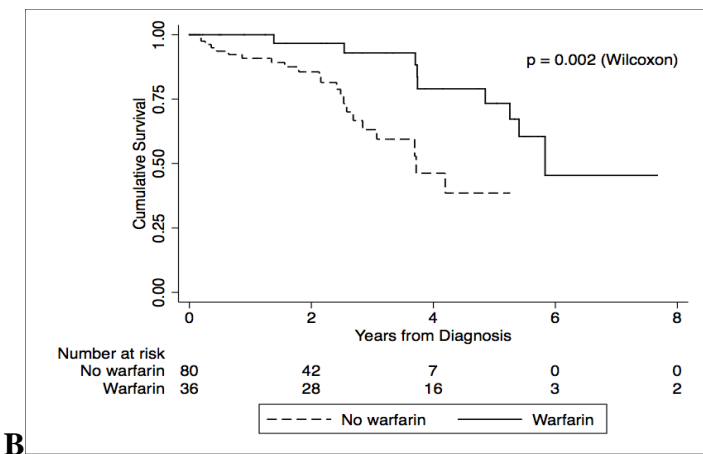 1.00
0.75
0.50
0.25
0.00
Cumulative Survival
p = 0.002 (Wilcoxon)
0 2 4 6 8
Years from Diagnosis
Number at risk
No warfarin 80 42 7 0 0
Warfarin 36 28 16 3 2
No warfarin Warfarin
B